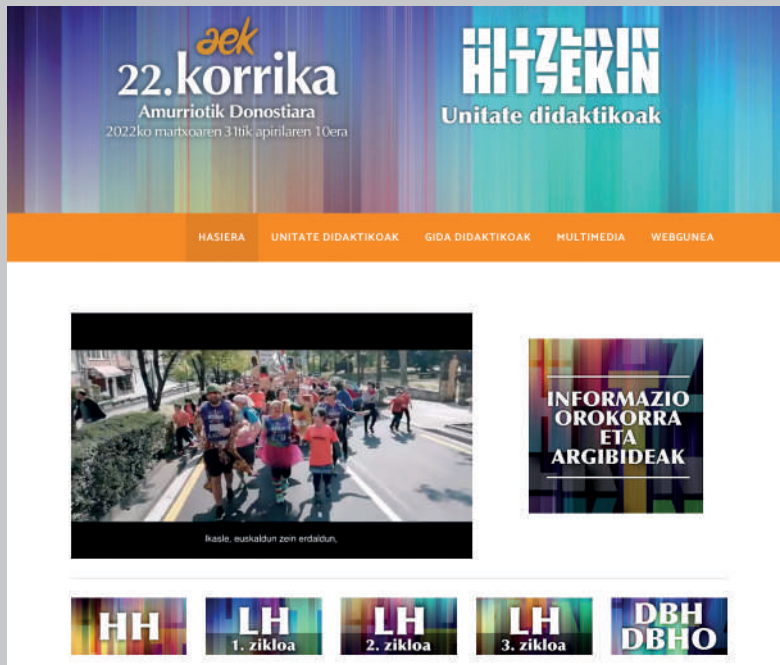 aek
22.korrika
Amurriotik Donostiara
2022ko martxoaren 31tik apirilaren 10era
HITZEKIN
Unitate didaktikoak
HASIERA UNITATE DIDAKTIKOAK GIDA DIDAKTIKOAK MULTIMEDIA WEBGUNEA
INFORMAZIO
OROKORRA
ETA
ARGIBIDEAK
Ikasle, euskaldun zein erdaldun,
HH
LH
1. zikloa
LH
2. zikloa
LH
3. zikloa
DBH
DBHO